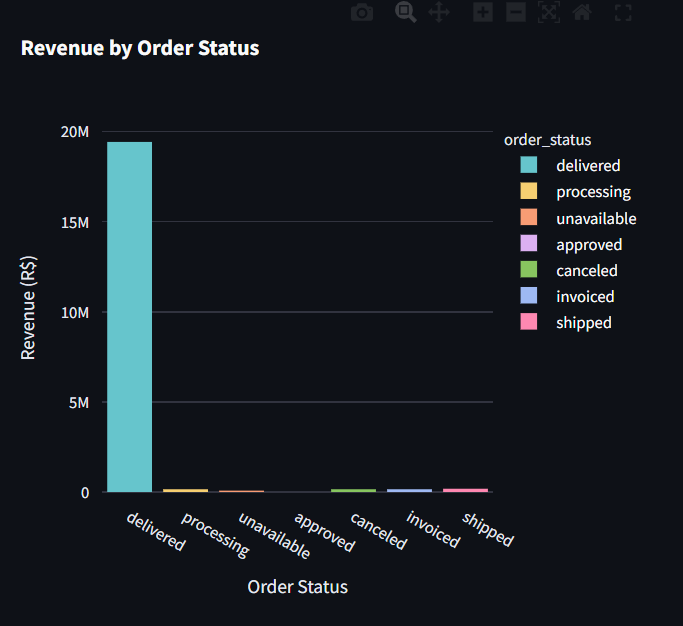 Revenue by Order Status
20M
15M
10M
5M
0
Revenue (R$)
delivered
processing
unavailable
approved
canceled
invoiced
shipped
Order Status
order_status
delivered
processing
unavailable
approved
canceled
invoiced
shipped